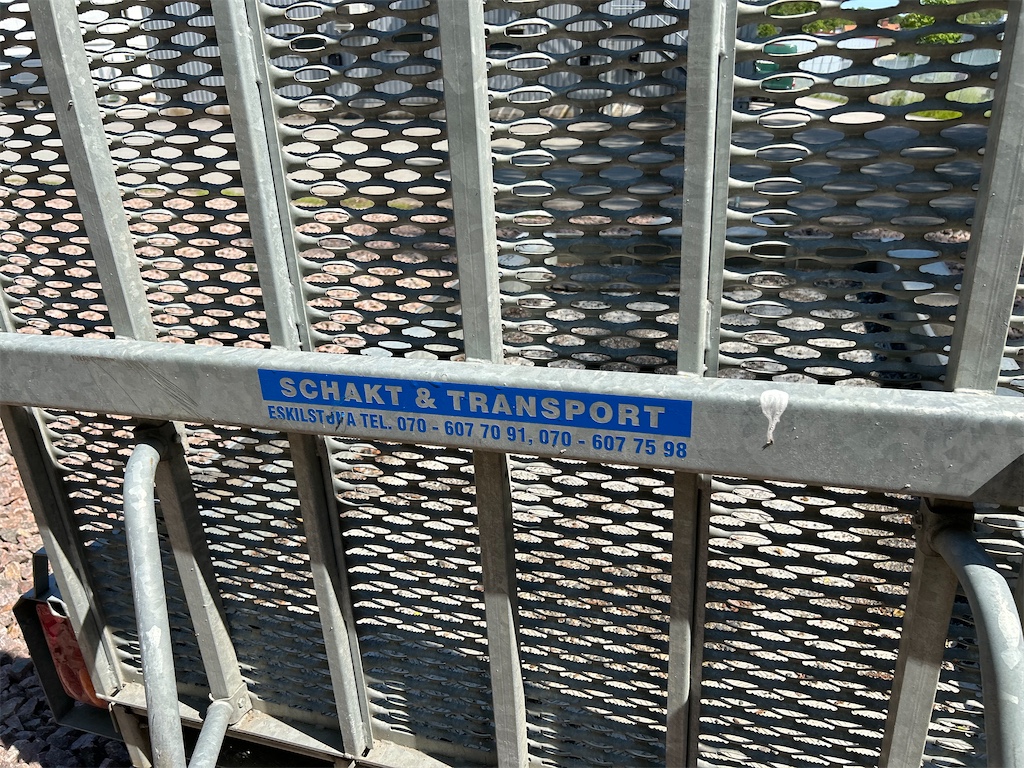 SCHAKT & TRANSPORT
ESKILSTUNA TEL. 070 - 607 70 91, 070 - 607 75 98